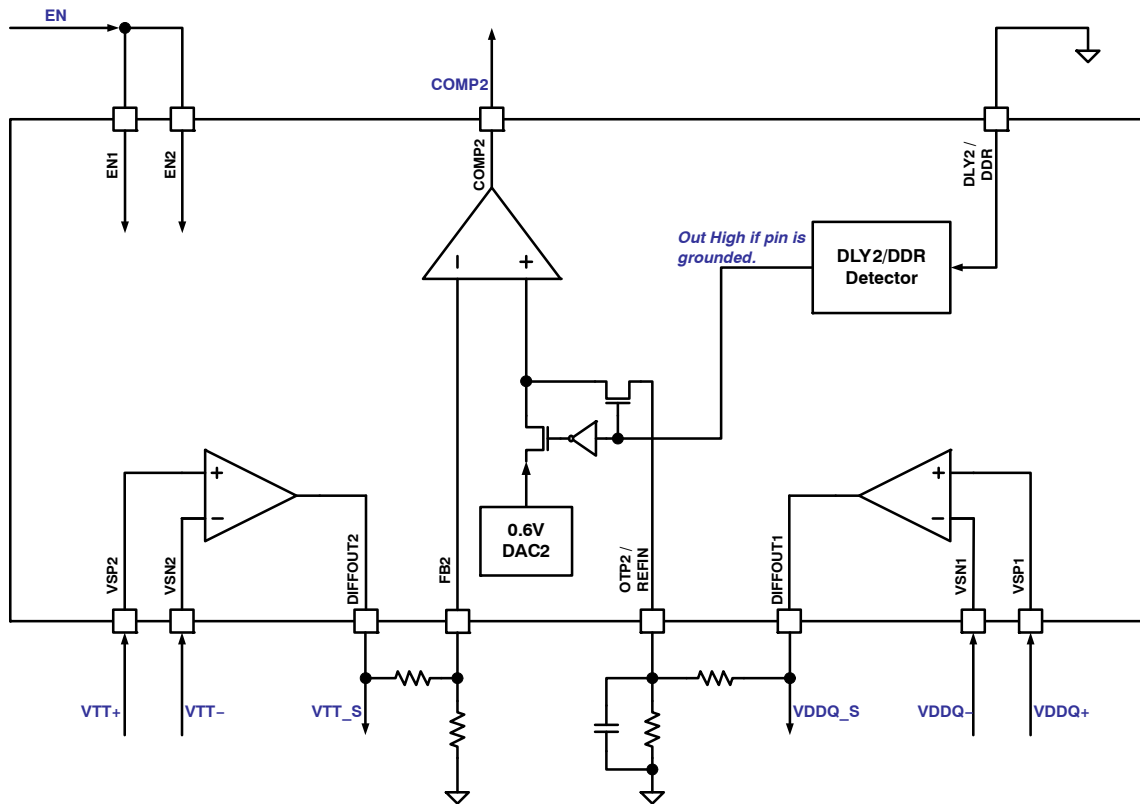 EN
COMP2
EN1
EN2
COMP2
DLY2 /
DDR
Out High if pin is
grounded.
DLY2/DDR
Detector
0.6V
DAC2
VSP2
VSN2
DIFFOUT2
FB2
OTP2 /
REFIN
DIFFOUT1
VSN1
VSP1
VTT+
VTT−
VTT_S
VDDQ_S
VDDQ−
VDDQ+